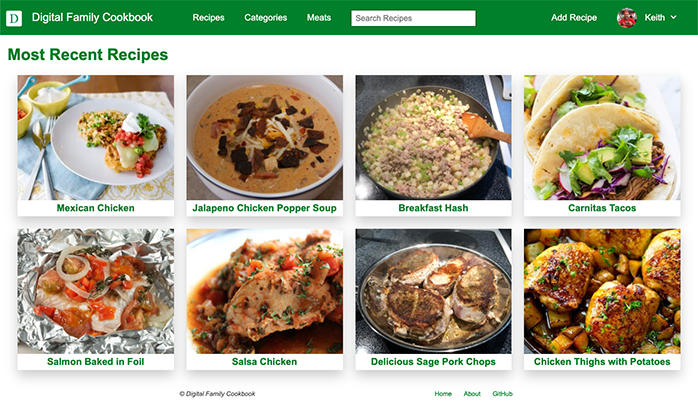 D Digital Family Cookbook Recipes Categories Meats Search Recipes Add Recipe Keith
Most Recent Recipes
Mexican Chicken Jalapeno Chicken Popper Soup Breakfast Hash Carnitas Tacos
Salmon Baked in Foil Salsa Chicken Delicious Sage Pork Chops Chicken Thighs with Potatoes
© Digital Family Cookbook Home About GitHub